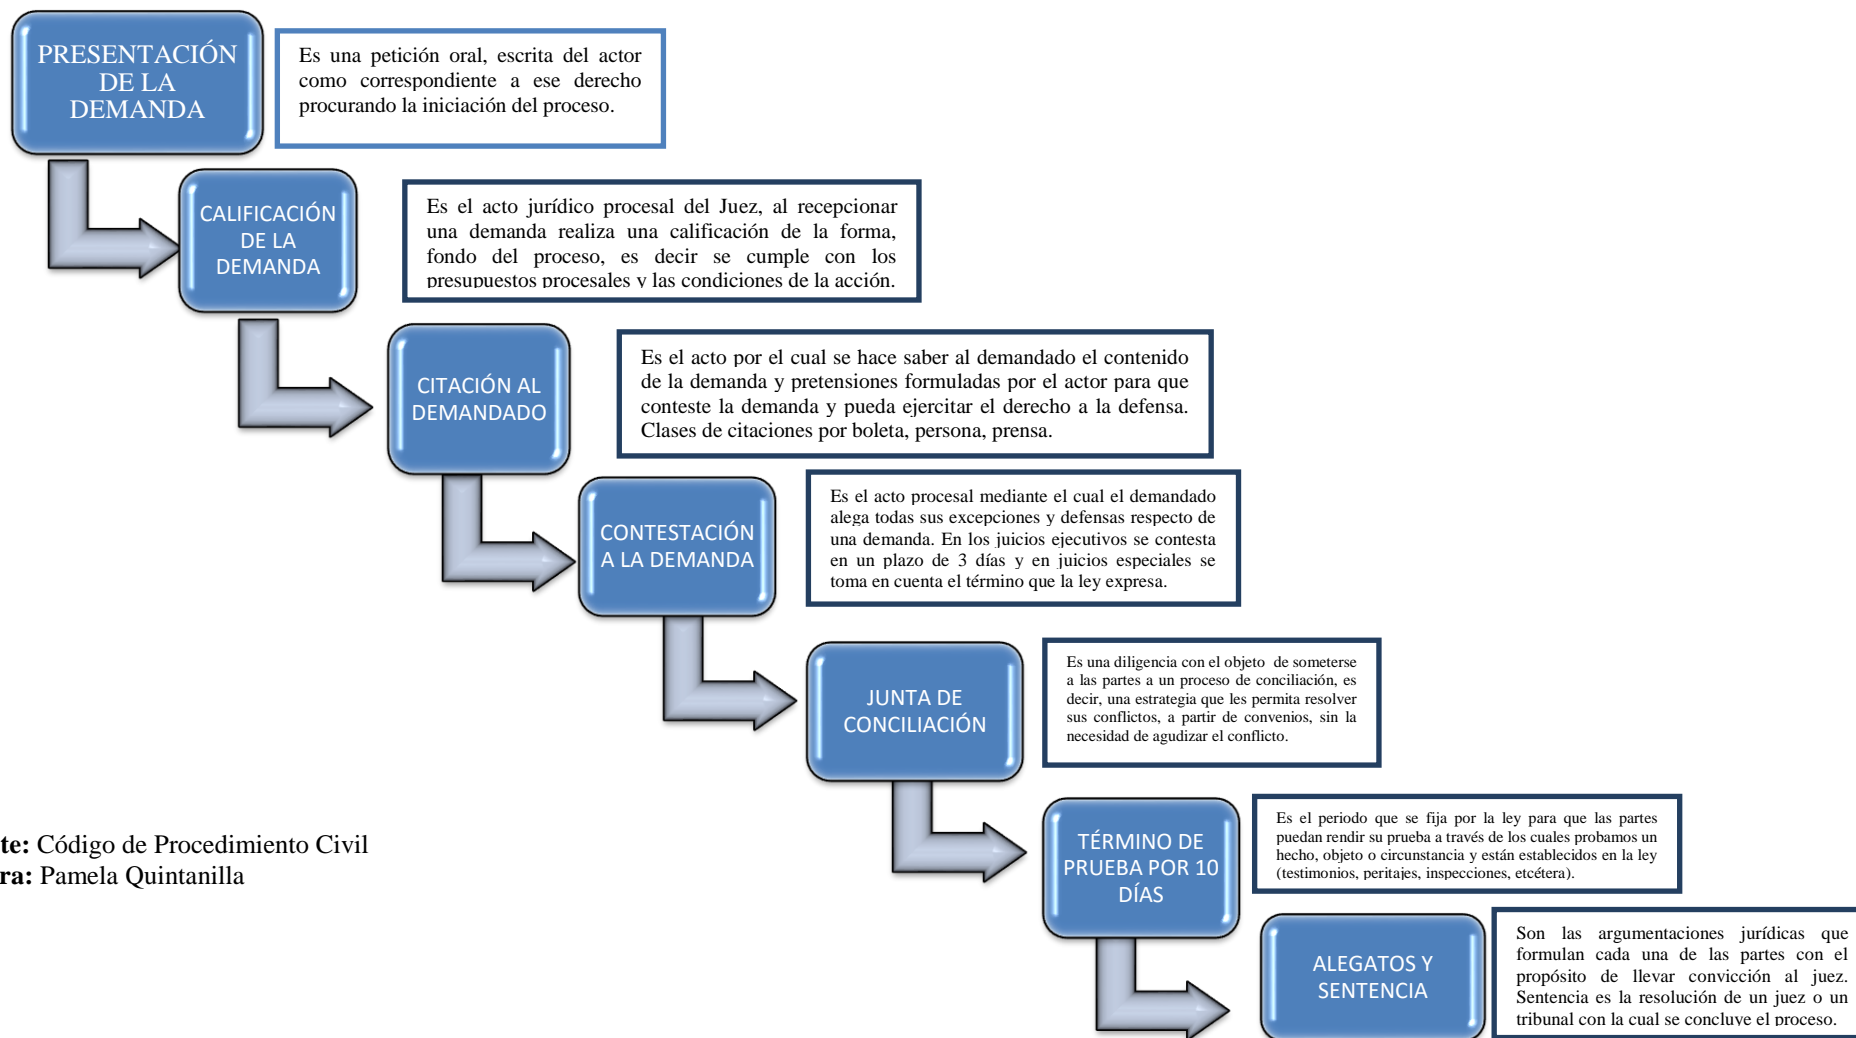 PRESENTACIÓN
DE LA
DEMANDA
Es una petición oral, escrita del actor
como correspondiente a ese derecho
procurando la iniciación del proceso.
CALIFICACIÓN
DE LA
DEMANDA
Es el acto jurídico procesal del Juez, al recepcionar
una demanda realiza una calificación de la forma,
fondo del proceso, es decir se cumple con los
presupuestos procesales y las condiciones de la acción.
CITACIÓN AL
DEMANDADO
Es el acto por el cual se hace saber al demandado el contenido
de la demanda y pretensiones formuladas por el actor para que
conteste la demanda y pueda ejercitar el derecho a la defensa.
Clases de citaciones por boleta, persona, prensa.
CONTESTACIÓN
A LA DEMANDA
Es el acto procesal mediante el cual el demandado
alega todas sus excepciones y defensas respecto de
una demanda. En los juicios ejecutivos se contesta
en un plazo de 3 días y en juicios especiales se
toma en cuenta el término que la ley expresa.
JUNTA DE
CONCILIACIÓN
Es una diligencia con el objeto de someterse
a las partes a un proceso de conciliación, es
decir, una estrategia que les permita resolver
sus conflictos, a partir de convenios, sin la
necesidad de agudizar el conflicto.
TÉRMINO DE
PRUEBA POR 10
DÍAS
Es el periodo que se fija por la ley para que las partes
puedan rendir su prueba a través de los cuales probamos un
hecho, objeto o circunstancia y están establecidos en la ley
(testimonios, peritajes, inspecciones, etcétera).
ALEGATOS Y
SENTENCIA
Son las argumentaciones jurídicas que
formulan cada una de las partes con el
propósito de llevar convicción al juez.
Sentencia es la resolución de un juez o un
tribunal con la cual se concluye el proceso.
te: Código de Procedimiento Civil
ra: Pamela Quintanilla